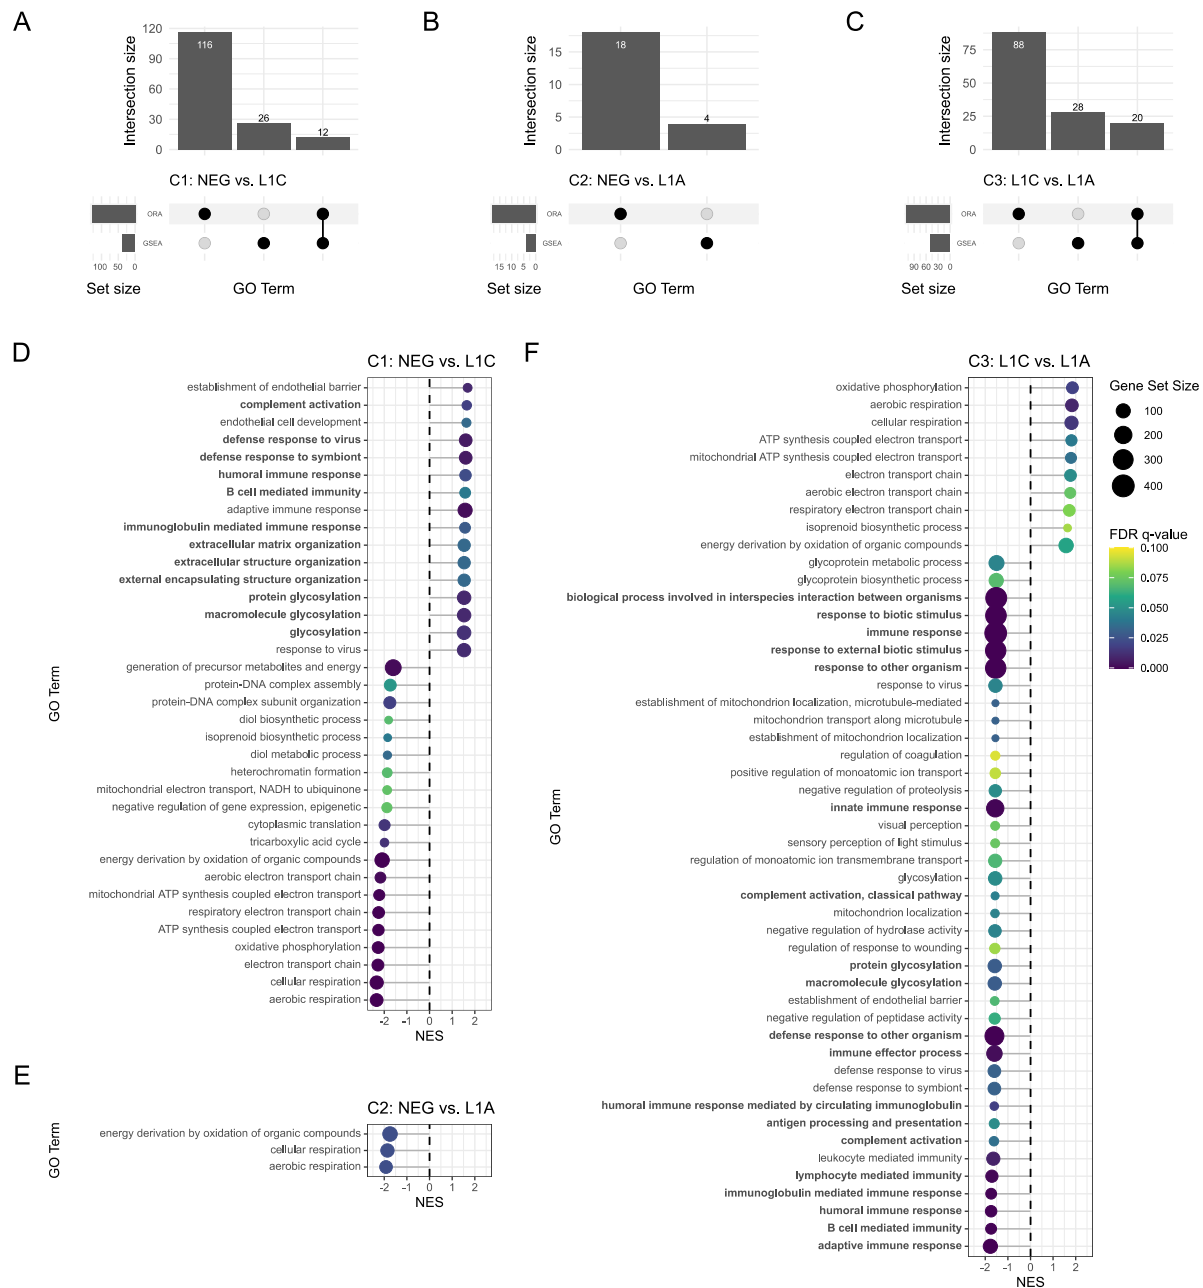 A
Intersection size
120
90
60
30
0
116
26
12
C1: NEG vs. L1C
ORA
GSEA
100 50 0
Set size
GO Term
B
Intersection size
15
10
5
0
18
4
C2: NEG vs. L1A
ORA
GSEA
15 10 5 0
Set size
GO Term
C
Intersection size
75
50
25
0
88
28
20
C3: L1C vs. L1A
ORA
GSEA
90 60 30 0
Set size
GO Term
D
C1: NEG vs. L1C
GO Term
establishment of endothelial barrier
complement activation
endothelial cell development
defense response to virus
defense response to symbiont
humoral immune response
B cell mediated immunity
adaptive immune response
immunoglobulin mediated immune response
extracellular matrix organization
extracellular structure organization
external encapsulating structure organization
protein glycosylation
macromolecule glycosylation
glycosylation
response to virus
generation of precursor metabolites and energy
protein-DNA complex assembly
protein-DNA complex subunit organization
diol biosynthetic process
isoprenoid biosynthetic process
diol metabolic process
heterochromatin formation
mitochondrial electron transport, NADH to ubiquinone
negative regulation of gene expression, epigenetic
cytoplasmic translation
tricarboxylic acid cycle
energy derivation by oxidation of organic compounds
aerobic electron transport chain
mitochondrial ATP synthesis coupled electron transport
respiratory electron transport chain
ATP synthesis coupled electron transport
oxidative phosphorylation
electron transport chain
cellular respiration
aerobic respiration
-2 -1 0 1 2
NES
E
C2: NEG vs. L1A
GO Term
energy derivation by oxidation of organic compounds
cellular respiration
aerobic respiration
-2 -1 0 1 2
NES
F
C3: L1C vs. L1A
GO Term
oxidative phosphorylation
aerobic respiration
cellular respiration
ATP synthesis coupled electron transport
mitochondrial ATP synthesis coupled electron transport
electron transport chain
aerobic electron transport chain
respiratory electron transport chain
isoprenoid biosynthetic process
energy derivation by oxidation of organic compounds
glycoprotein metabolic process
glycoprotein biosynthetic process
biological process involved in interspecies interaction between organisms
response to biotic stimulus
immune response
response to external biotic stimulus
response to other organism
response to virus
establishment of mitochondrion localization, microtubule-mediated
mitochondrion transport along microtubule
establishment of mitochondrion localization
regulation of coagulation
positive regulation of monoatomic ion transport
negative regulation of proteolysis
innate immune response
visual perception
sensory perception of light stimulus
regulation of monoatomic ion transmembrane transport
glycosylation
complement activation, classical pathway
mitochondrion localization
negative regulation of hydrolase activity
regulation of response to wounding
protein glycosylation
macromolecule glycosylation
establishment of endothelial barrier
negative regulation of peptidase activity
defense response to other organism
immune effector process
defense response to virus
defense response to symbiont
humoral immune response mediated by circulating immunoglobulin
antigen processing and presentation
complement activation
leukocyte mediated immunity
lymphocyte mediated immunity
immunoglobulin mediated immune response
humoral immune response
B cell mediated immunity
adaptive immune response
-2 -1 0 1 2
NES
Gene Set Size
100
200
300
400
FDR q-value
0.100
0.075
0.050
0.025
0.000